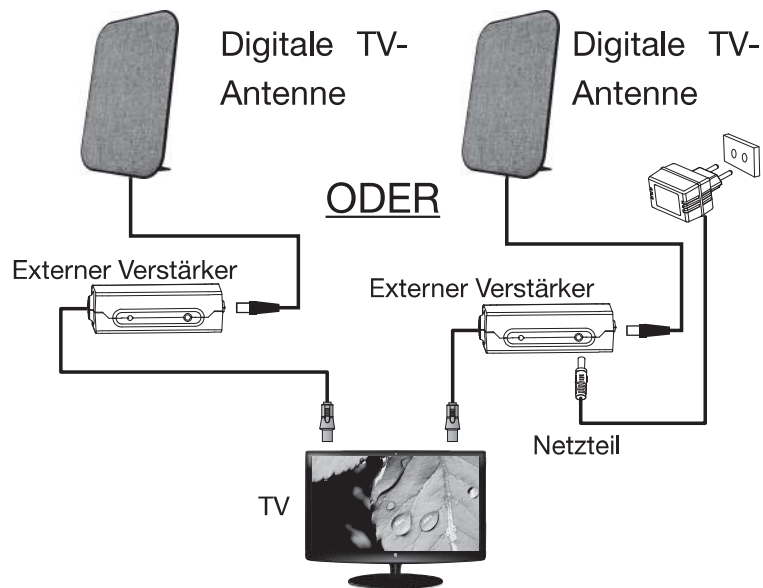 Digitale TV-
Antenne
Digitale TV-
Antenne
ODER
Externer Verstärker
Externer Verstärker
Netzteil
TV